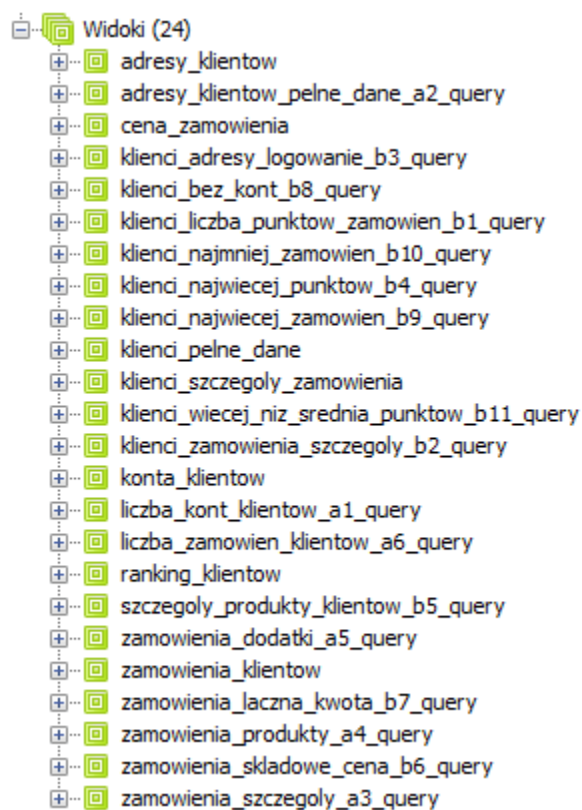 Widoki (24)
adresy_klientow
adresy_klientow_pelne_dane_a2_query
cena_zamowienia
klienci_adresy_logowanie_b3_query
klienci_bez_kont_b8_query
klienci_liczba_punktow_zamowien_b1_query
klienci_najmniej_zamowien_b10_query
klienci_najwiecej_punktow_b4_query
klienci_najwiecej_zamowien_b9_query
klienci_pelne_dane
klienci_szczegoly_zamowienia
klienci_wiecej_niz_srednia_punktow_b11_query
klienci_zamowienia_szczegoly_b2_query
konta_klientow
liczba_kont_klientow_a1_query
liczba_zamowien_klientow_a6_query
ranking_klientow
szczegoly_produkty_klientow_b5_query
zamowienia_dodatki_a5_query
zamowienia_klientow
zamowienia_laczna_kwota_b7_query
zamowienia_produkty_a4_query
zamowienia_skladowe_cena_b6_query
zamowienia_szczegoly_a3_query